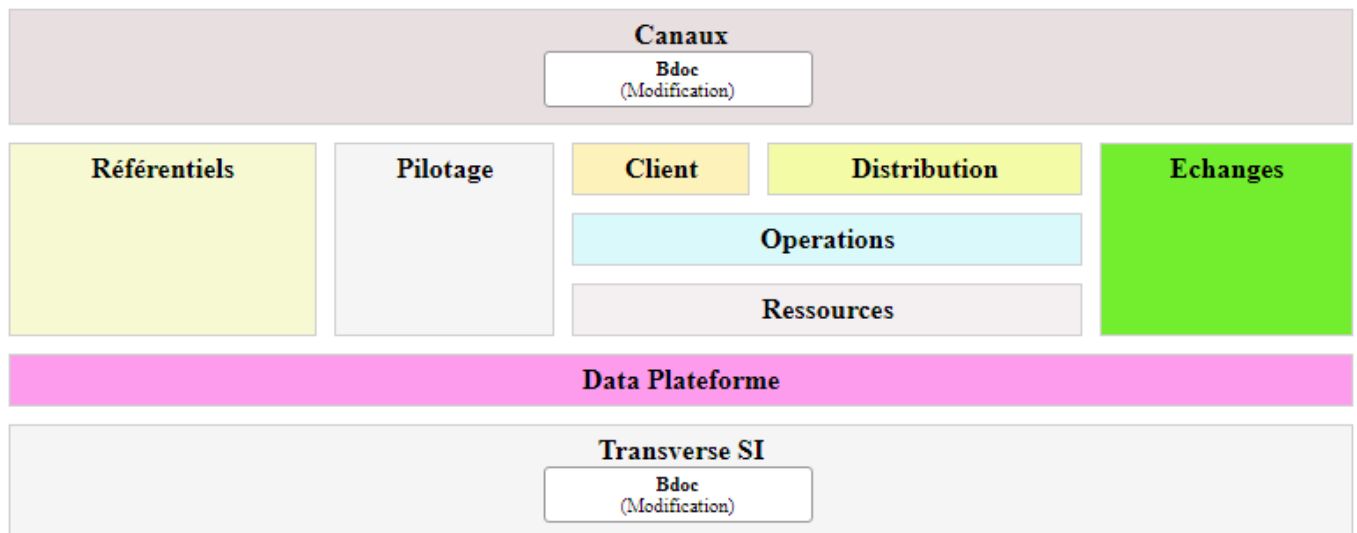 Canaux
Bdoc
(Modification)
Référentiels
Pilotage
Client
Distribution
Echanges
Operations
Ressources
Data Plateforme
Transverse SI
Bdoc
(Modification)